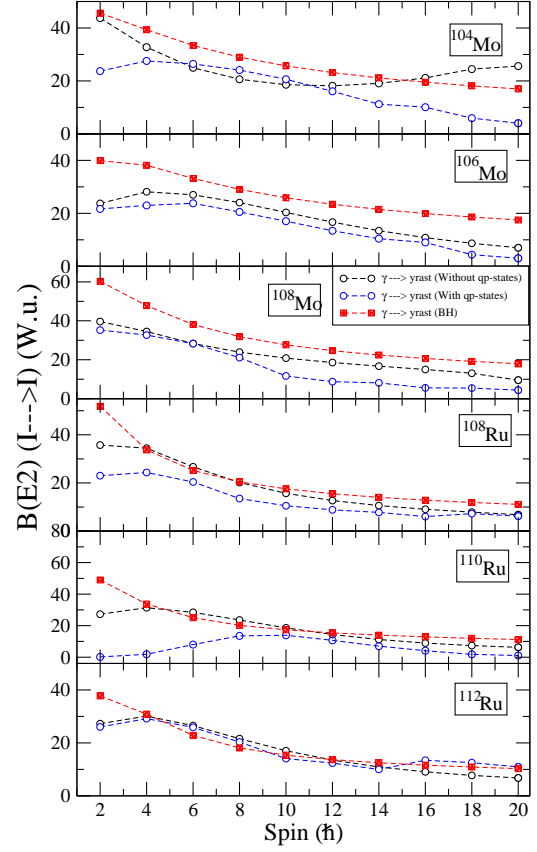 40
20
0
¹⁰⁴Mo
40
20
0
¹⁰⁶Mo
60
40
20
0
¹⁰⁸Mo
γ ---> yrast (Without qp-states)
γ ---> yrast (With qp-states)
γ ---> yrast (BH)
40
20
0
¹⁰⁸Ru
80
60
40
20
0
¹¹⁰Ru
40
20
0
¹¹²Ru
2 4 6 8 10 12 14 16 18 20
Spin (ħ)
B(E2) (I--->I) (W.u.)